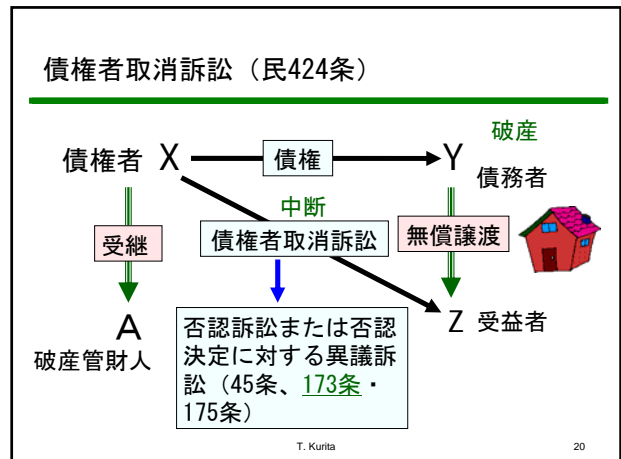 債権者取消訴訟（民424条）
破産
債権者 X
債権
Y
債務者
中断
受継
債権者取消訴訟
無償譲渡
A
破産管財人
否認訴訟または否認
決定に対する異議訴
訟（45条、173条・
175条）
Z 受益者
T. Kurita
20